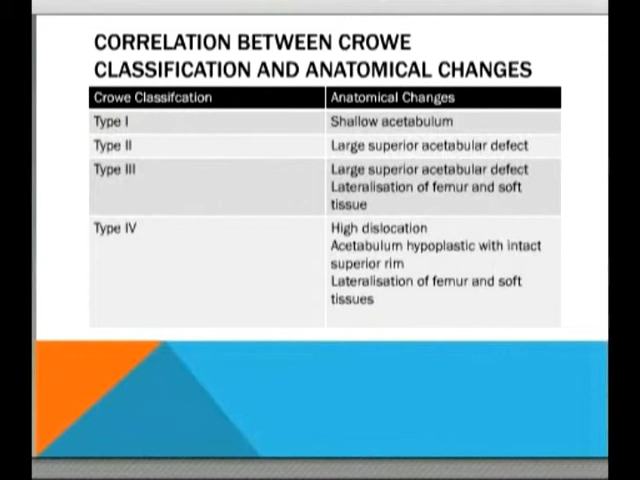 CORRELATION BETWEEN CROWE
CLASSIFICATION AND ANATOMICAL CHANGES
Crowe Classifcation
Anatomical Changes
Type I
Shallow acetabulum
Type II
Large superior acetabular defect
Type III
Large superior acetabular defect
Lateralisation of femur and soft
tissue
Type IV
High dislocation
Acetabulum hypoplastic with intact
superior rim
Lateralisation of femur and soft
tissues